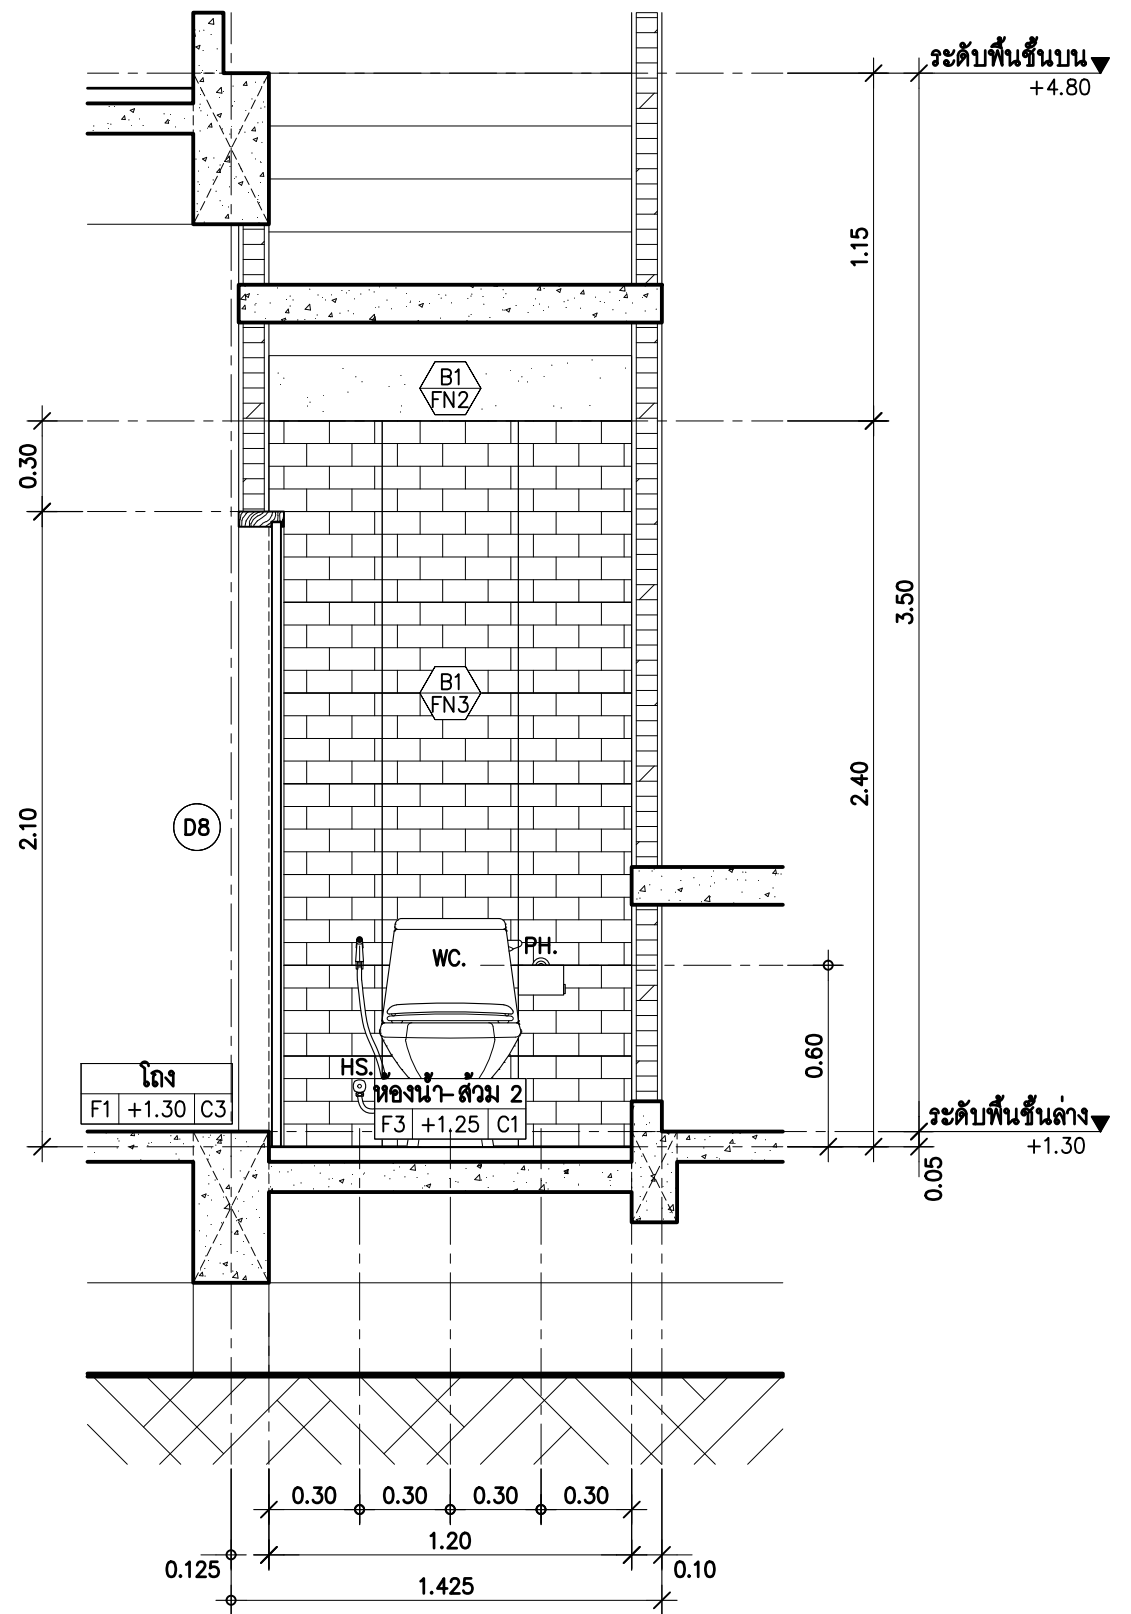 ระดับพื้นชั้นบน
+4.80
1.15
B1
FN2
0.30
3.50
B1
FN3
2.40
2.10
D8
WC.
PH.
0.60
HS.
โถง
F1 +1.30 C3
ห้องน้ำ-ส้วม 2
F3 +1.25 C1
ระดับพื้นชั้นล่าง
+1.30
0.05
0.30 0.30 0.30 0.30
1.20
0.125 0.10
1.425